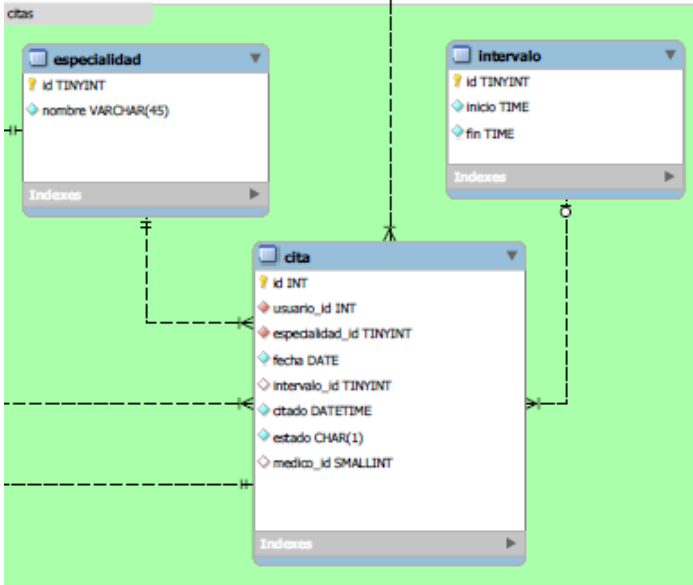 citas
especialidad
id TINYINT
nombre VARCHAR(45)
Indexes
intervalo
id TINYINT
inicio TIME
fin TIME
Indexes
cita
id INT
usuario_id INT
especialidad_id TINYINT
fecha DATE
intervalo_id TINYINT
citado DATETIME
estado CHAR(1)
medico_id SMALLINT
Indexes